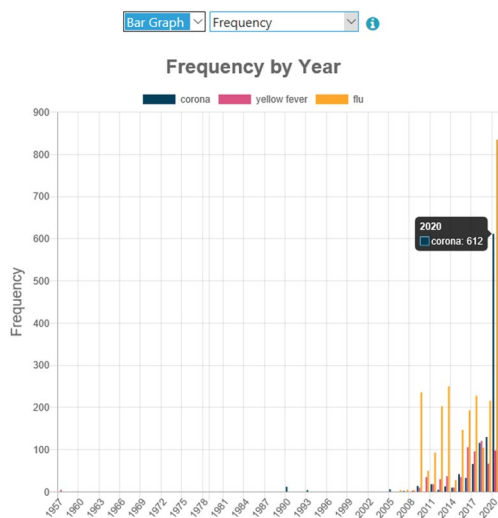 Bar Graph Frequency
Frequency by Year
corona yellow fever flu
900
800
700
600
500
400
300
200
100
0
Frequency
2020
corona: 612
1957 1960 1963 1966 1969 1972 1975 1978 1981 1984 1987 1990 1993 1996 1999 2002 2005 2008 2011 2014 2017 2020